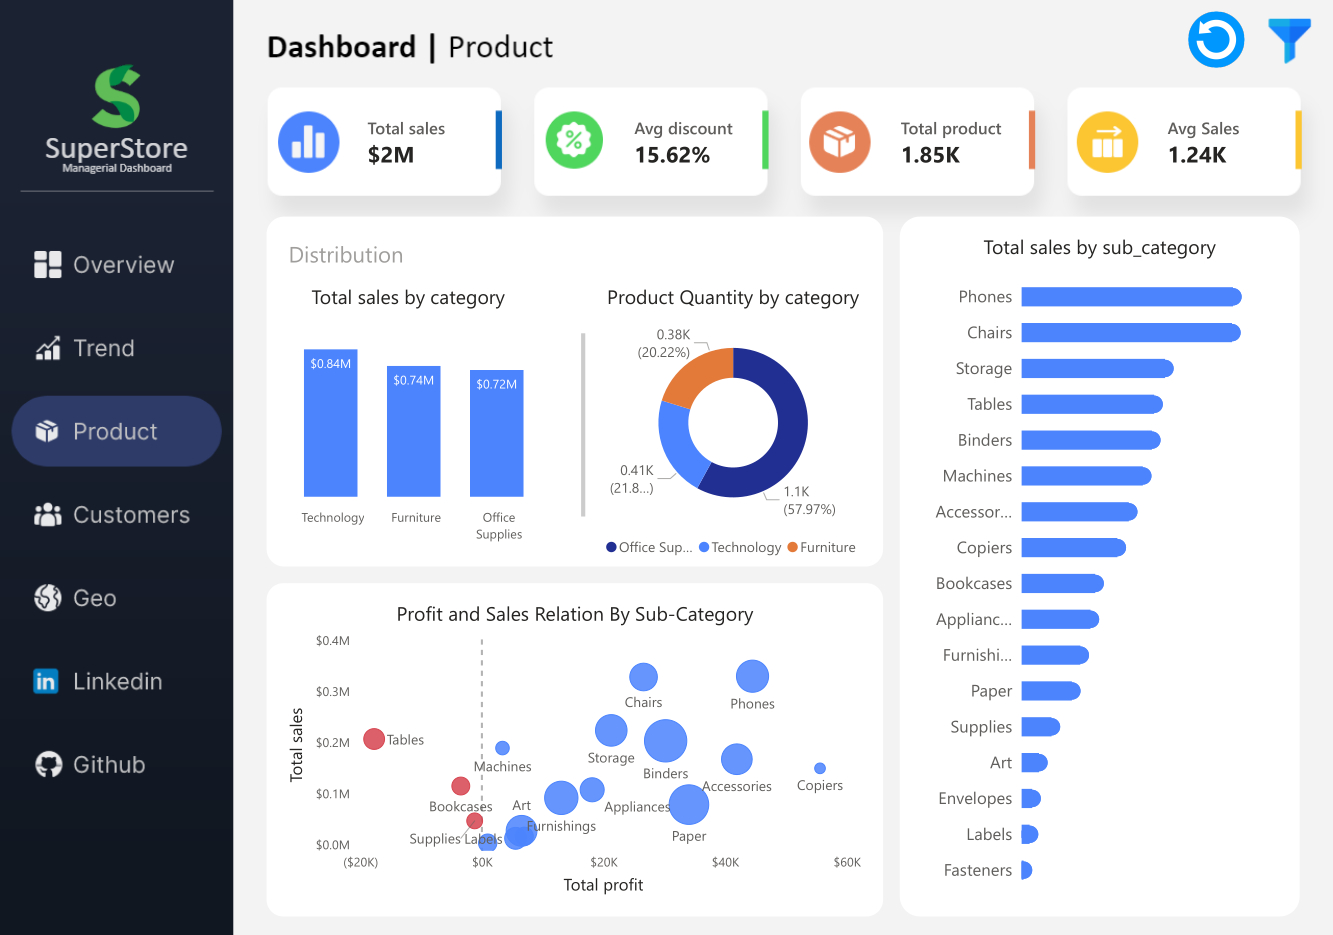 SuperStore
Managerial Dashboard
Overview
Trend
Product
Customers
Geo
in Linkedin
Github
Dashboard | Product
Total sales
$2M
Avg discount
15.62%
Total product
1.85K
Avg Sales
1.24K
Distribution
Total sales by category
$0.84M
$0.74M
$0.72M
Technology
Furniture
Office
Supplies
Product Quantity by category
0.38K
(20.22%)
0.41K
(21.8...)
1.1K
(57.97%)
Office Sup... Technology Furniture
Profit and Sales Relation By Sub-Category
Total sales
$0.4M
$0.3M
$0.2M
$0.1M
$0.0M
Chairs
Phones
Tables
Storage
Machines
Binders
Accessories
Copiers
Bookcases
Art
Appliances
Furnishings
Paper
Supplies
Labels
($20K)
$0K
$20K
$40K
$60K
Total profit
Total sales by sub_category
Phones
Chairs
Storage
Tables
Binders
Machines
Accessor...
Copiers
Bookcases
Applianc...
Furnishi...
Paper
Supplies
Art
Envelopes
Labels
Fasteners